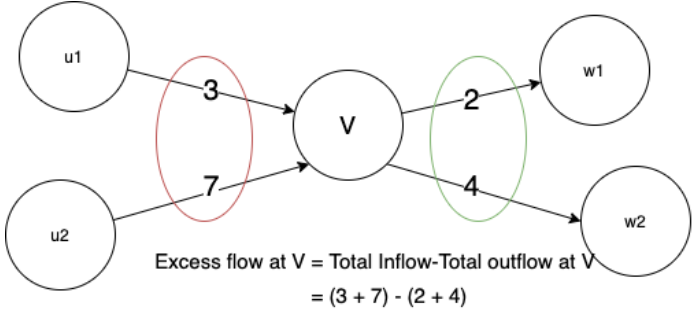 u1
3
w1
2
V
7
4
u2
w2
Excess flow at V = Total Inflow-Total outflow at V
= (3 + 7) - (2 + 4)